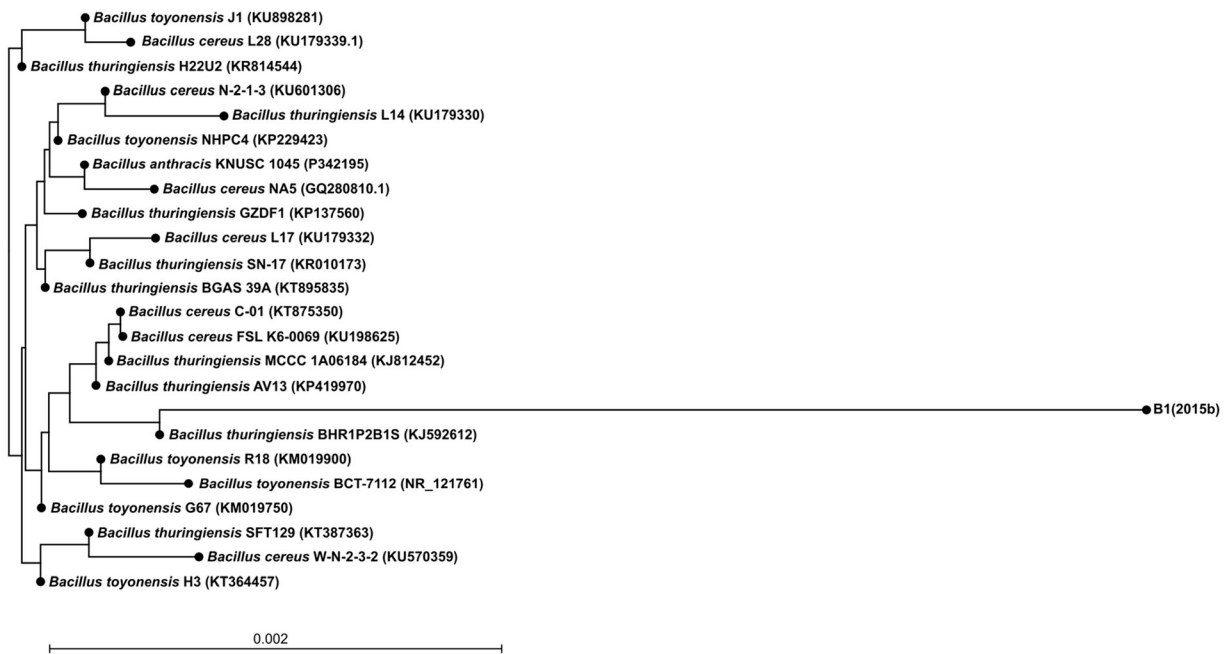 Bacillus toyonensis J1 (KU898281)
Bacillus cereus L28 (KU179339.1)
Bacillus thuringiensis H22U2 (KR814544)
Bacillus cereus N-2-1-3 (KU601306)
Bacillus thuringiensis L14 (KU179330)
Bacillus toyonensis NHPC4 (KP229423)
Bacillus anthracis KNUSC 1045 (P342195)
Bacillus cereus NA5 (GQ280810.1)
Bacillus thuringiensis GZDF1 (KP137560)
Bacillus cereus L17 (KU179332)
Bacillus thuringiensis SN-17 (KR010173)
Bacillus thuringiensis BGAS 39A (KT895835)
Bacillus cereus C-01 (KT875350)
Bacillus cereus FSL K6-0069 (KU198625)
Bacillus thuringiensis MCCC 1A06184 (KJ812452)
Bacillus thuringiensis AV13 (KP419970)
B1(2015b)
Bacillus thuringiensis BHR1P2B1S (KJ592612)
Bacillus toyonensis R18 (KM019900)
Bacillus toyonensis BCT-7112 (NR_121761)
Bacillus toyonensis G67 (KM019750)
Bacillus thuringiensis SFT129 (KT387363)
Bacillus cereus W-N-2-3-2 (KU570359)
Bacillus toyonensis H3 (KT364457)
0.002